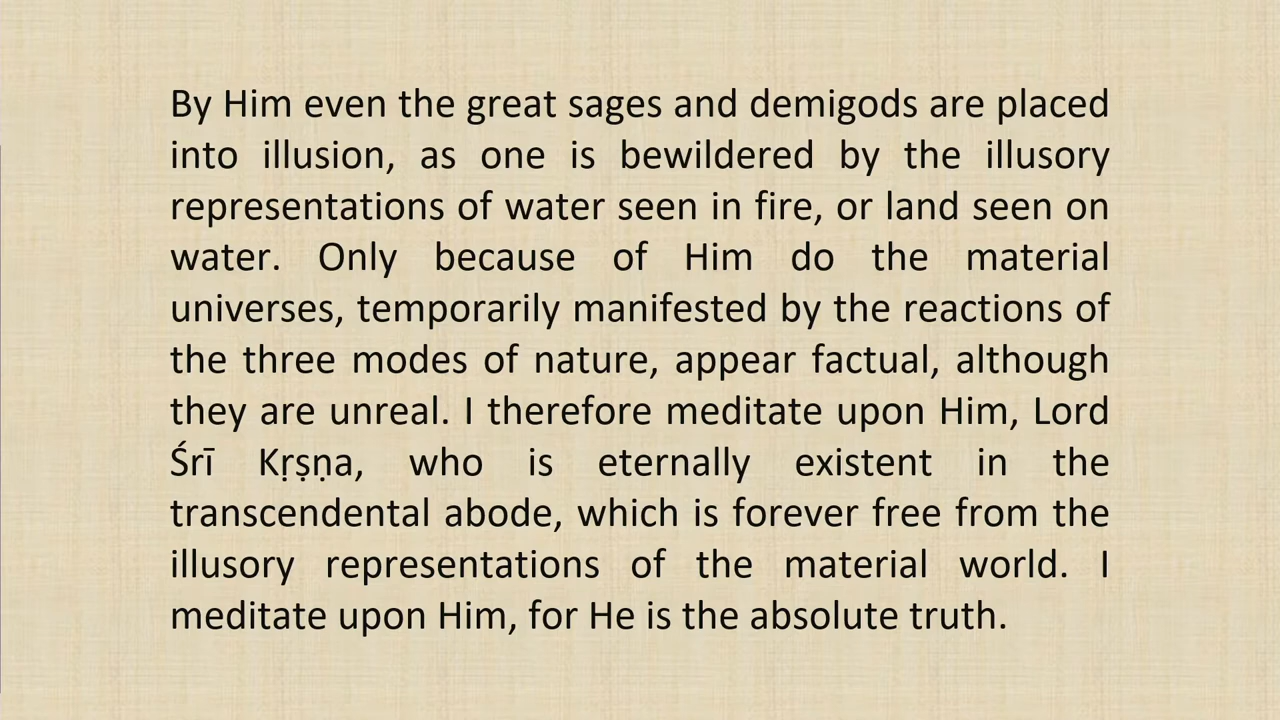 By Him even the great sages and demigods are placed
into illusion, as one is bewildered by the illusory
representations of water seen in fire, or land seen on
water. Only because of Him do the material
universes, temporarily manifested by the reactions of
the three modes of nature, appear factual, although
they are unreal. I therefore meditate upon Him, Lord
Śrī Kṛṣṇa, who is eternally existent in the
transcendental abode, which is forever free from the
illusory representations of the material world. I
meditate upon Him, for He is the absolute truth.